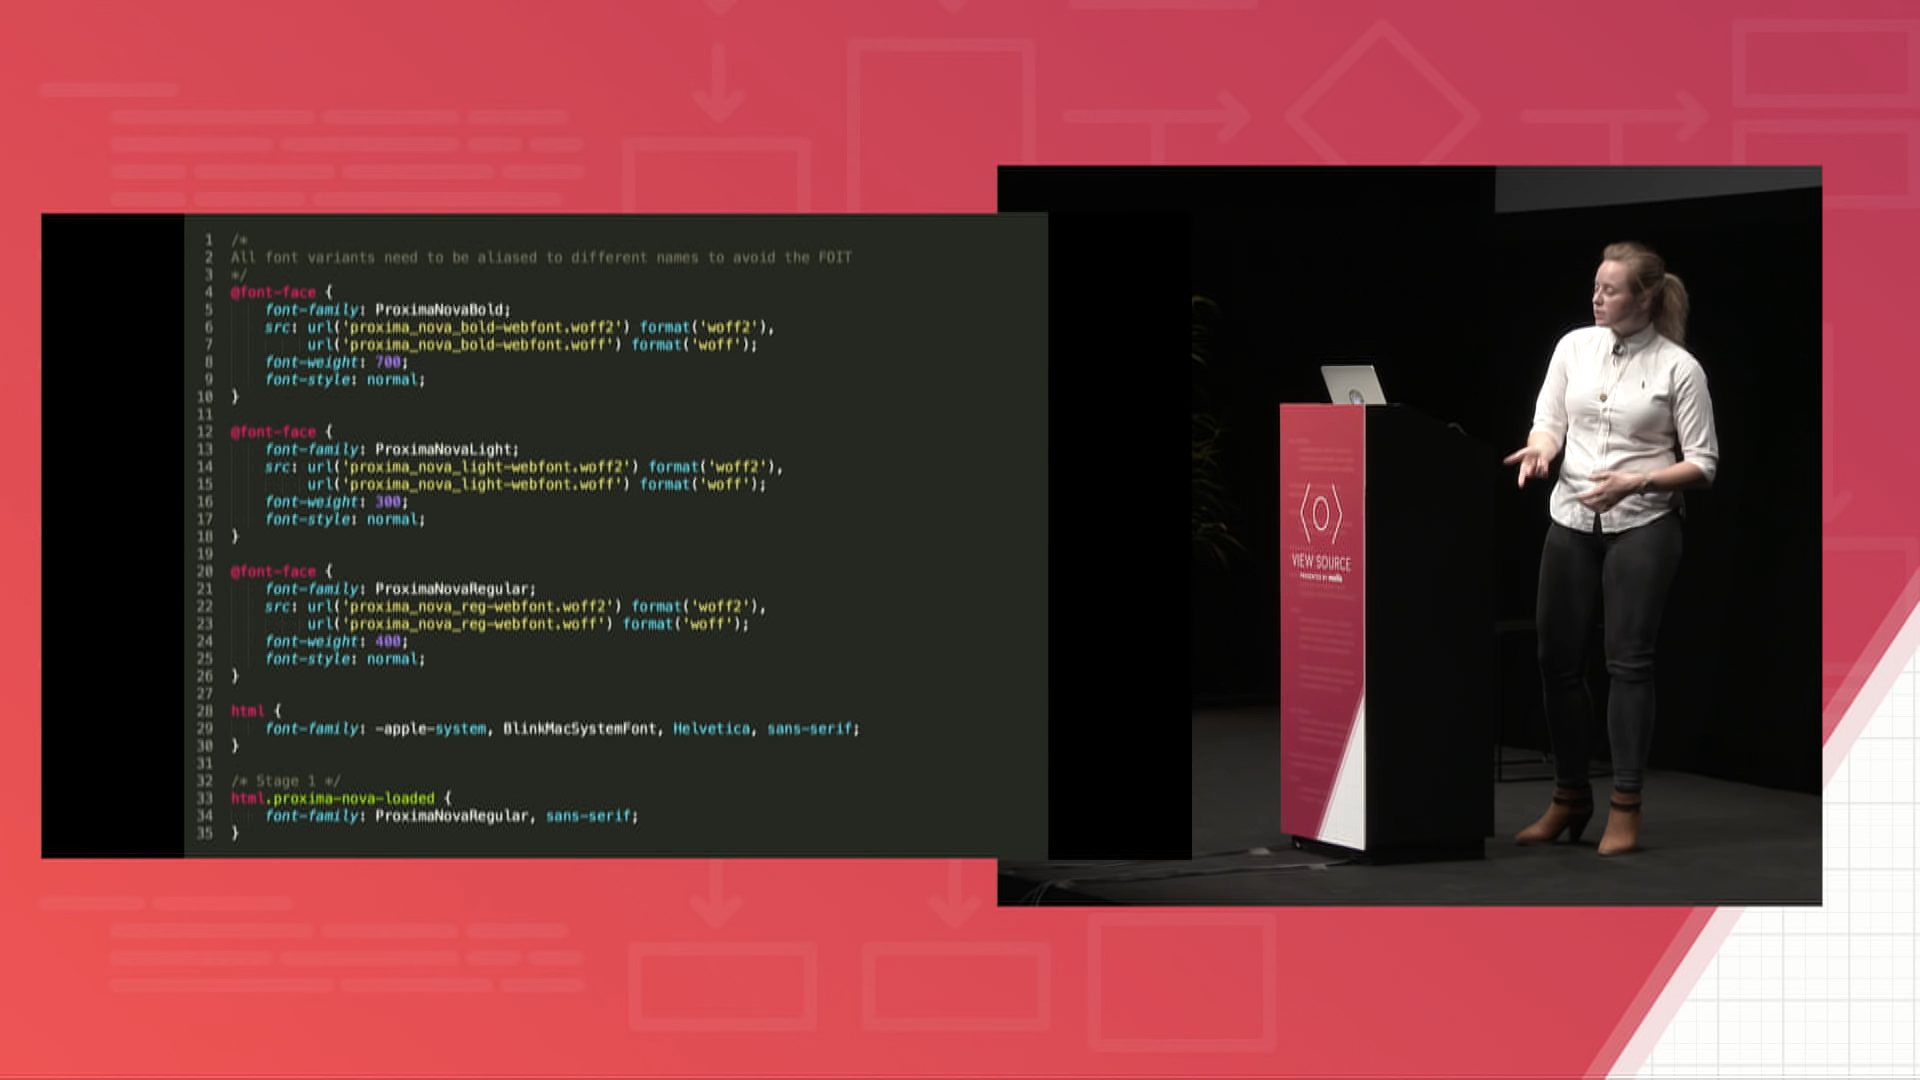 1 /*
2 All font variants need to be aliased to different names to avoid the FOIT
3 */
4 @font-face {
5 font-family: ProximaNovaBold;
6 src: url('proxima_nova_bold-webfont.woff2') format('woff2'),
7 url('proxima_nova_bold-webfont.woff') format('woff');
8 font-weight: 700;
9 font-style: normal;
10 }
11
12 @font-face {
13 font-family: ProximaNovaLight;
14 src: url('proxima_nova_light-webfont.woff2') format('woff2'),
15 url('proxima_nova_light-webfont.woff') format('woff');
16 font-weight: 300;
17 font-style: normal;
18 }
19
20 @font-face {
21 font-family: ProximaNovaRegular;
22 src: url('proxima_nova_reg-webfont.woff2') format('woff2'),
23 url('proxima_nova_reg-webfont.woff') format('woff');
24 font-weight: 400;
25 font-style: normal;
26 }
27
28 html {
29 font-family: -apple-system, BlinkMacSystemFont, Helvetica, sans-serif;
30 }
31
32 /* Stage 1 */
33 html.proxima-nova-loaded {
34 font-family: ProximaNovaRegular, sans-serif;
35 }
VIEW SOURCE
PRESENTED BY moz://a